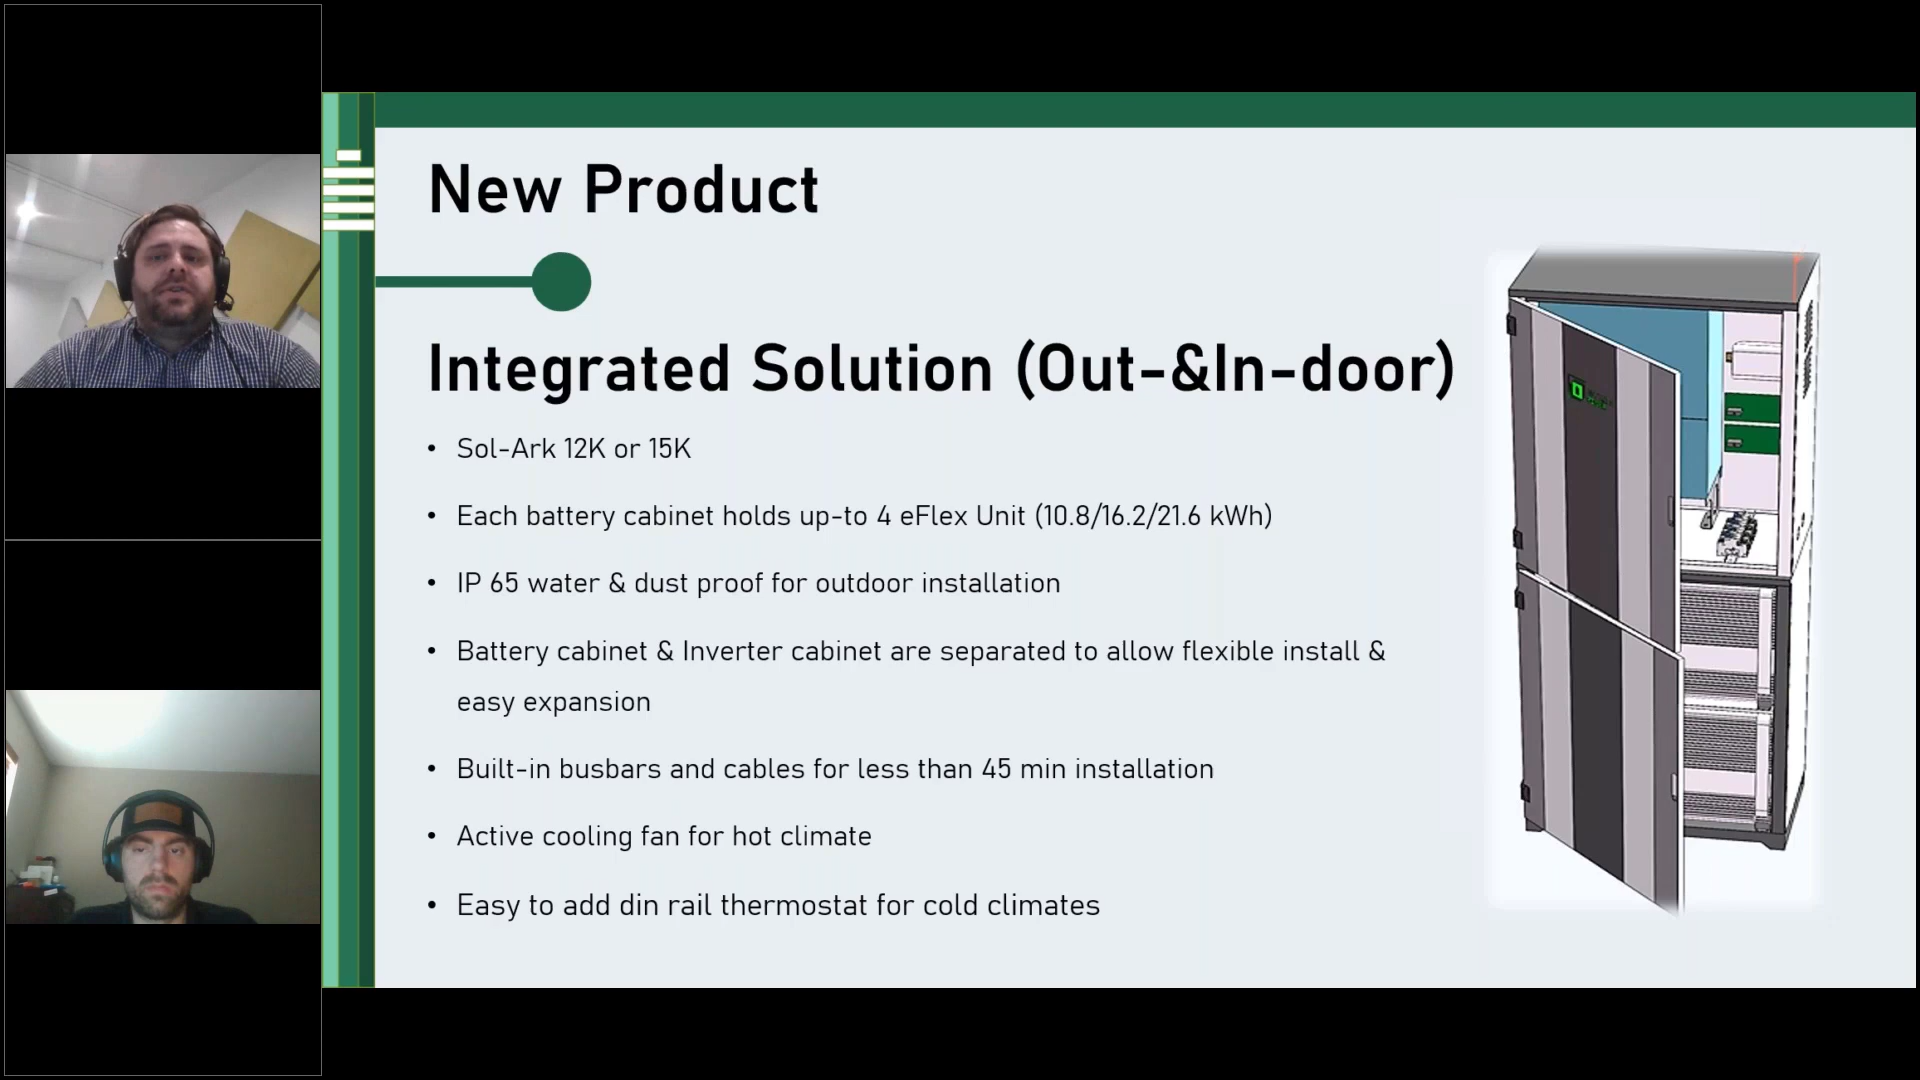 New Product
Integrated Solution (Out-&In-door)
• Sol-Ark 12K or 15K
• Each battery cabinet holds up-to 4 eFlex Unit (10.8/16.2/21.6 kWh)
• IP 65 water & dust proof for outdoor installation
• Battery cabinet & Inverter cabinet are separated to allow flexible install &
easy expansion
• Built-in busbars and cables for less than 45 min installation
• Active cooling fan for hot climate
• Easy to add din rail thermostat for cold climates